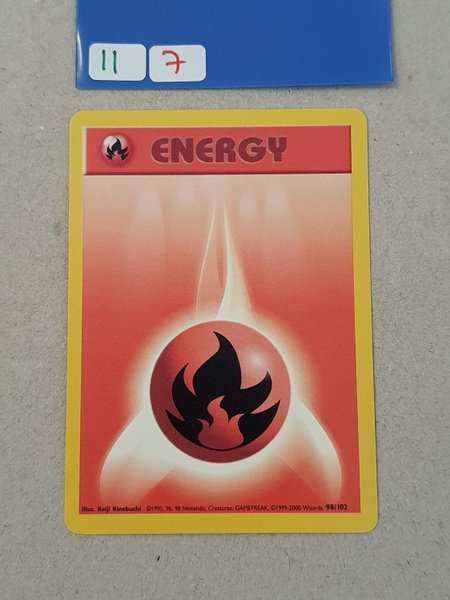 11 7
ENERGY
Illus. Keiji Kinebuchi ©1995, 96, 98 Nintendo, Creatures, GAMEFREAK. ©1999-2000 Wizards. 98/102